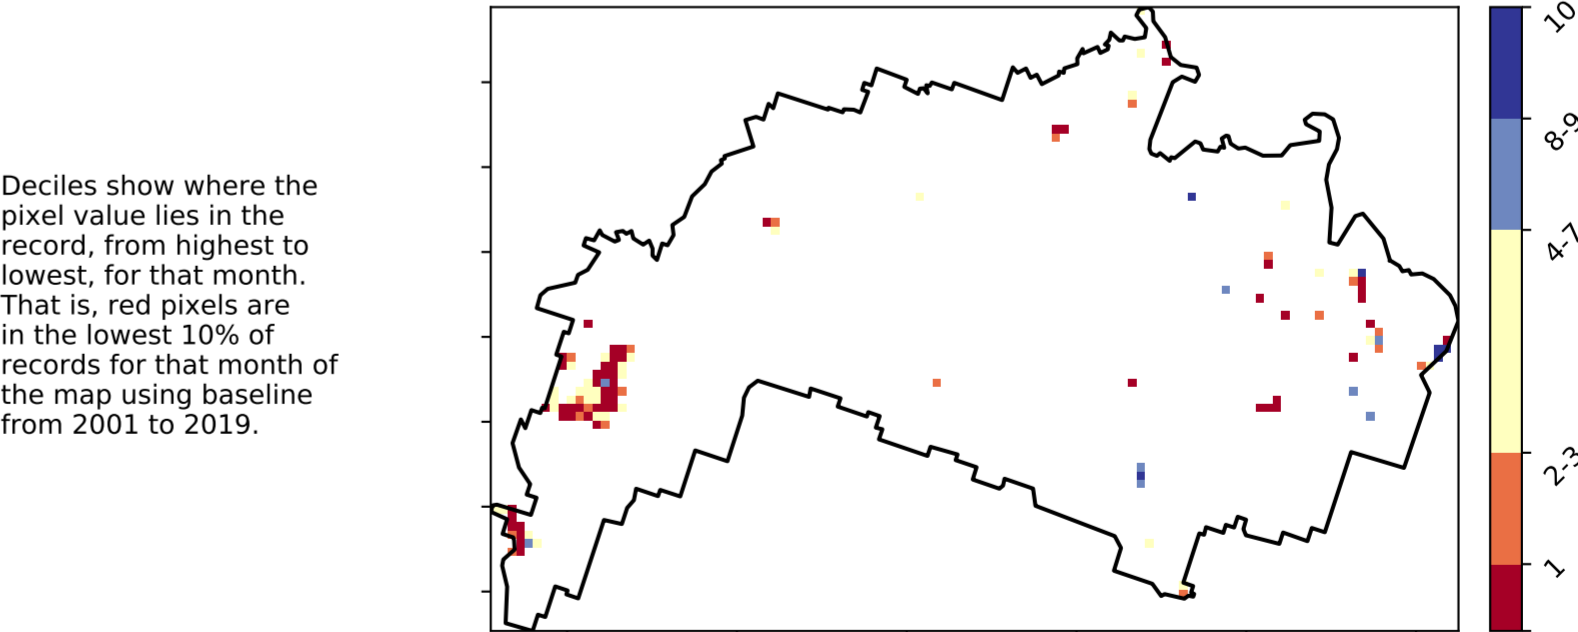 Deciles show where the
pixel value lies in the
record, from highest to
lowest, for that month.
That is, red pixels are
in the lowest 10% of
records for that month of
the map using baseline
from 2001 to 2019.
10
8-9
4-7
2-3
1